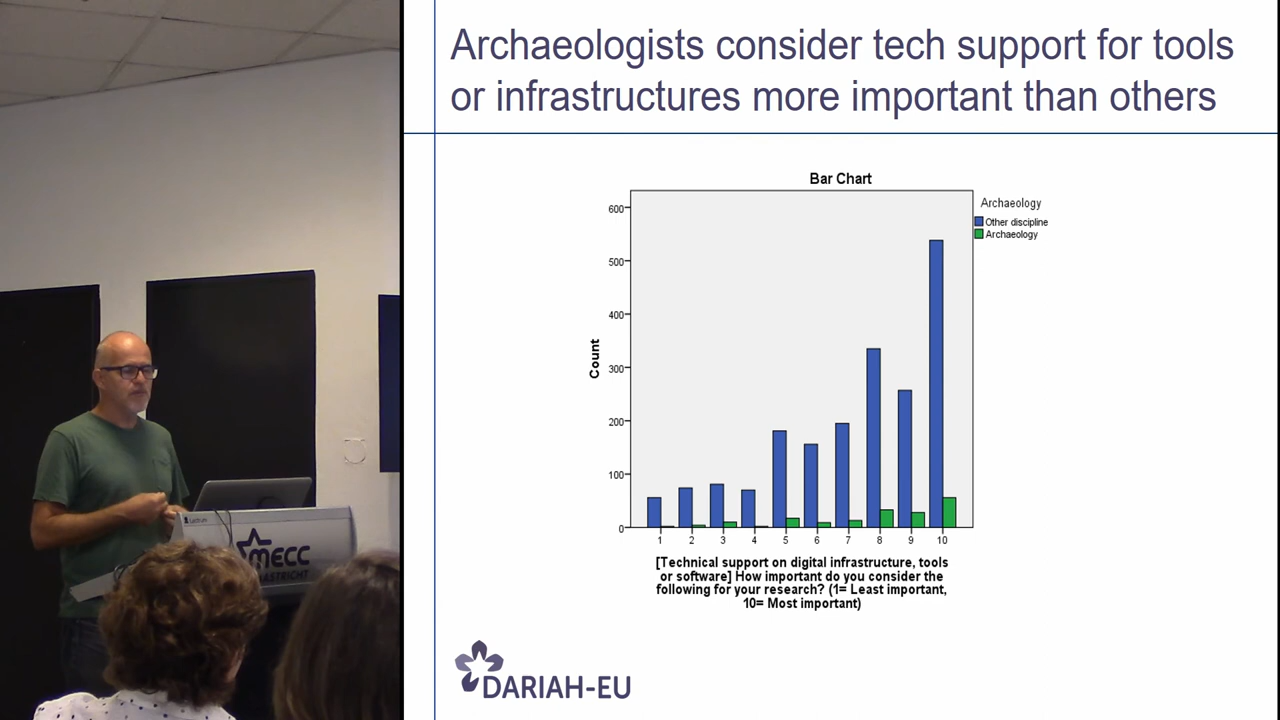 Archaeologists consider tech support for tools
or infrastructures more important than others
Bar Chart
Archaeology
Other discipline
Archaeology
600
500
400
300
200
100
0
Count
1 2 3 4 5 6 7 8 9 10
[Technical support on digital infrastructure, tools
or software] How important do you consider the
following for your research? (1= Least important,
10= Most important)
DARIAH-EU
Lectrum
MECC
MAASTRICHT